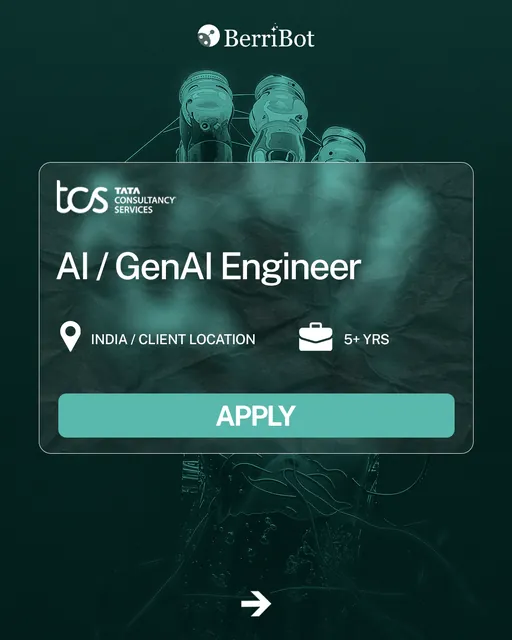 BerriBot
tcs TATA
CONSULTANCY
SERVICES
AI / GenAI Engineer
INDIA / CLIENT LOCATION
5+ YRS
APPLY